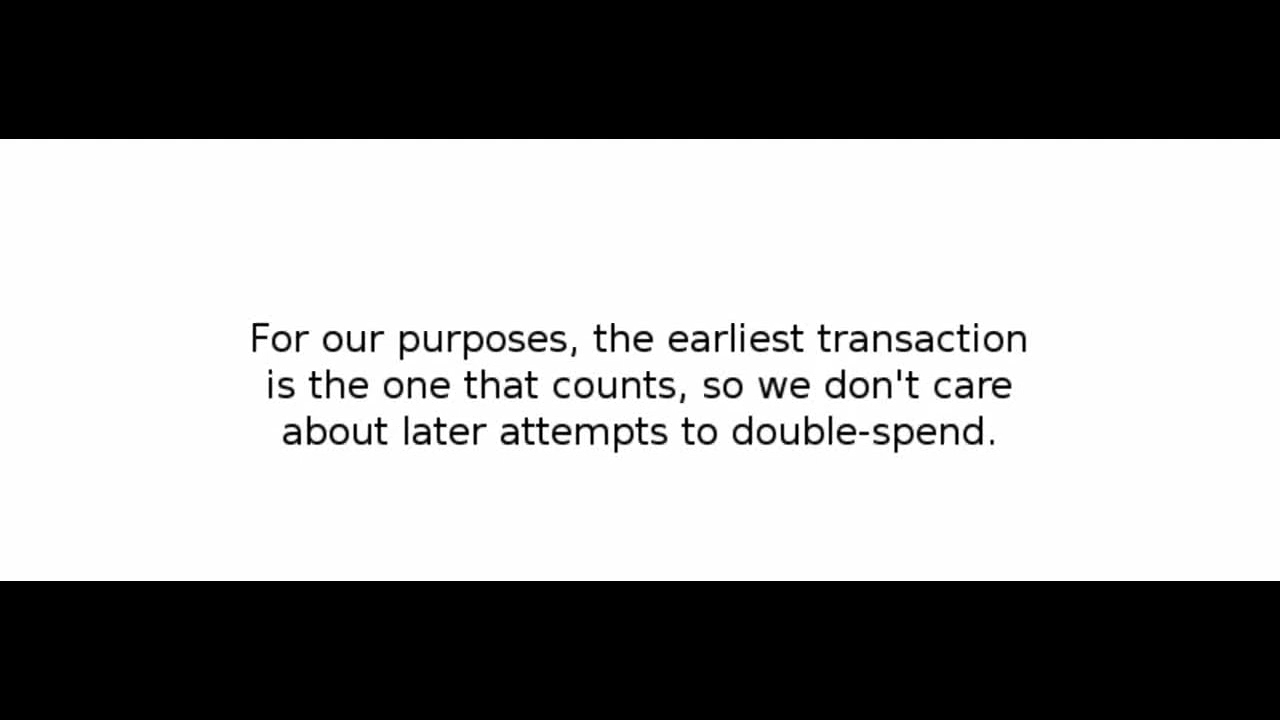 For our purposes, the earliest transaction
is the one that counts, so we don't care
about later attempts to double-spend.